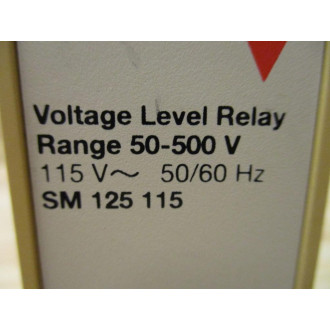 Voltage Level Relay
Range 50-500 V
115 V~ 50/60 Hz
SM 125 115